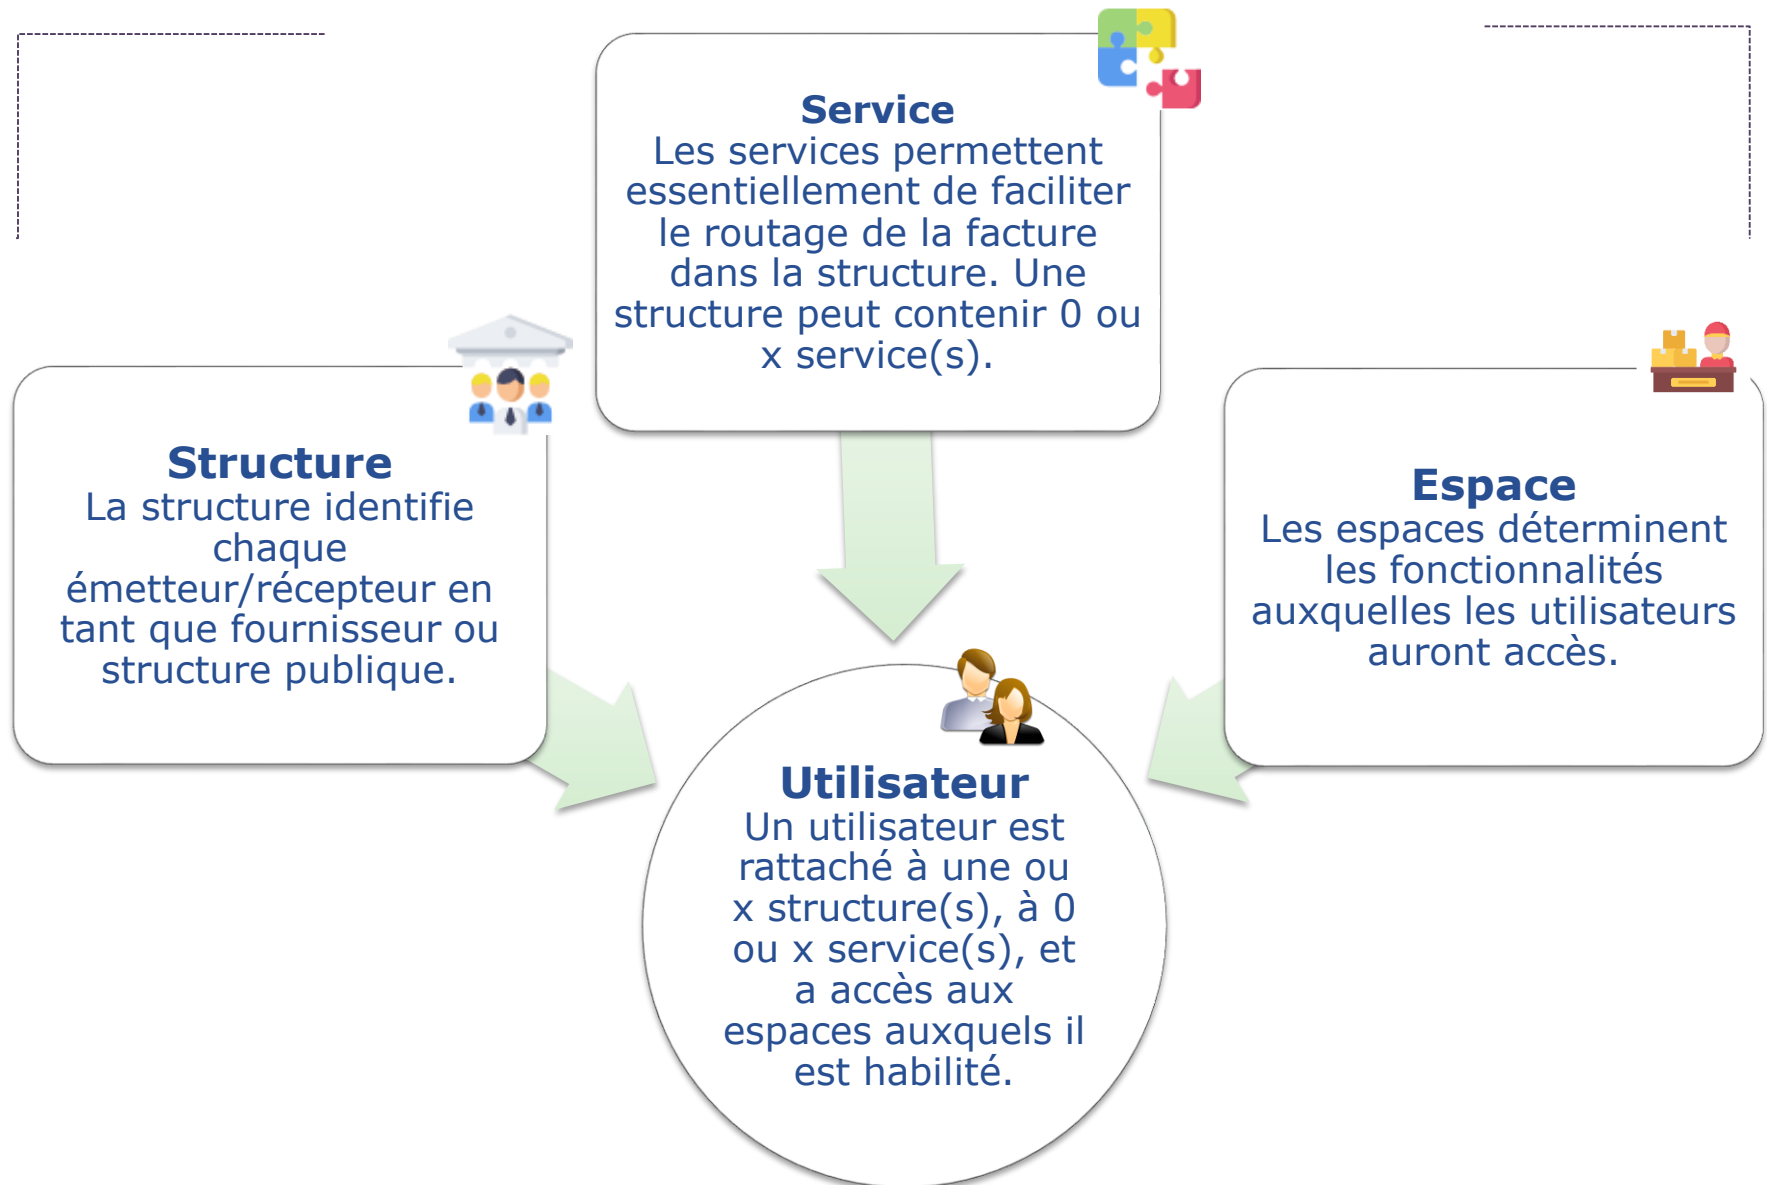 Service
Les services permettent
essentiellement de faciliter
le routage de la facture
dans la structure. Une
structure peut contenir 0 ou
x service(s).
Structure
La structure identifie
chaque
émetteur/récepteur en
tant que fournisseur ou
structure publique.
Espace
Les espaces déterminent
les fonctionnalités
auxquelles les utilisateurs
auront accès.
Utilisateur
Un utilisateur est
rattaché à une ou
x structure(s), à 0
ou x service(s), et
a accès aux
espaces auxquels il
est habilité.